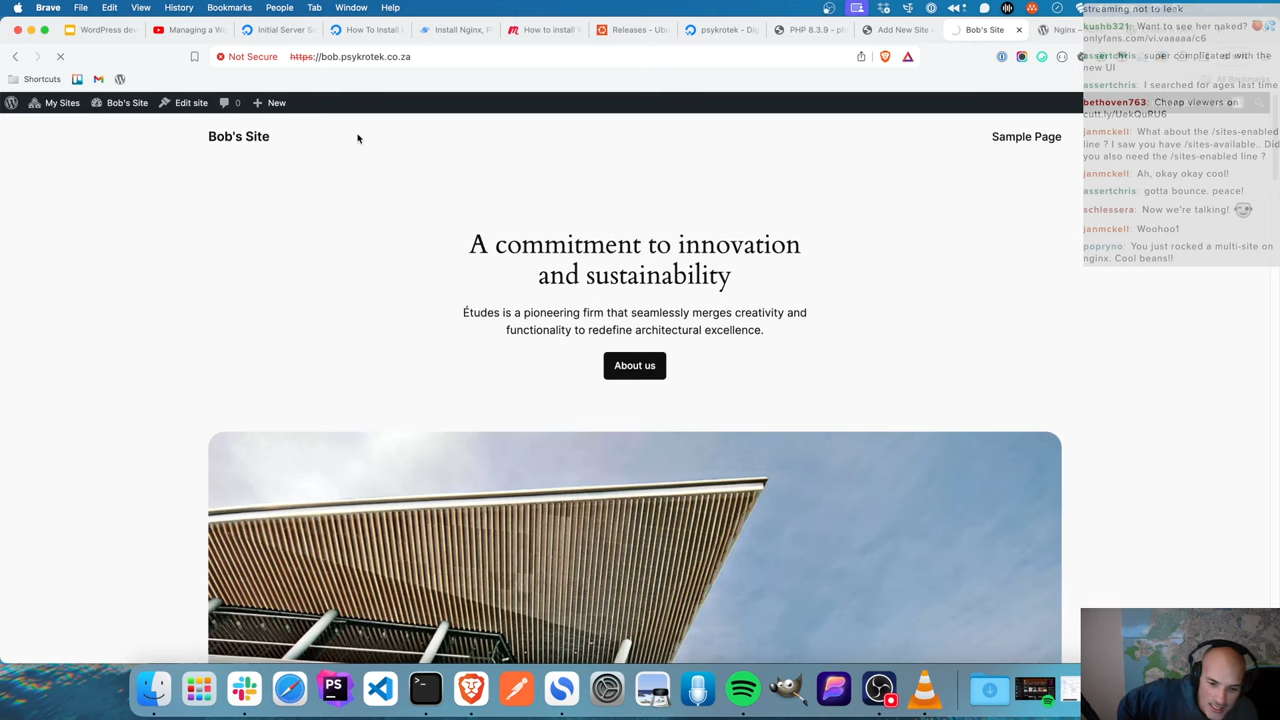 Brave File Edit View History Bookmarks People Tab Window Help
WordPress dev
Managing a W
Initial Server S
How To Install L
Install Nginx, P
How to install W
Releases - Ubu
psykrotek - Dig
PHP 8.3.9 - ph
Add New Site
Bob's Site
Nginx
Not Secure https://bob.psykrotek.co.za
Shortcuts
All Bookmarks
My Sites Bob's Site Edit site 0 New
Bob's Site
Sample Page
A commitment to innovation
and sustainability
Études is a pioneering firm that seamlessly merges creativity and
functionality to redefine architectural excellence.
About us
streaming not to leak
kushb321: Want to see her naked?
onlyfans.com/vi.vaaaaa/c6
assertchris: super complicated with the
new UI
assertchris: I searched for ages last time
bethoven763: Cheap viewers on
cutt.ly/UekQuRU6
janmckell: What about the /sites-enabled
line ? I saw you have /sites-available.. Did
you also need the /sites-enabled line ?
janmckell: Ah, okay okay cool!
assertchris: gotta bounce. peace!
schlessera: Now we're talking!
janmckell: Woohoo1
popryno: You just rocked a multi-site on
nginx. Cool beans!!
PS